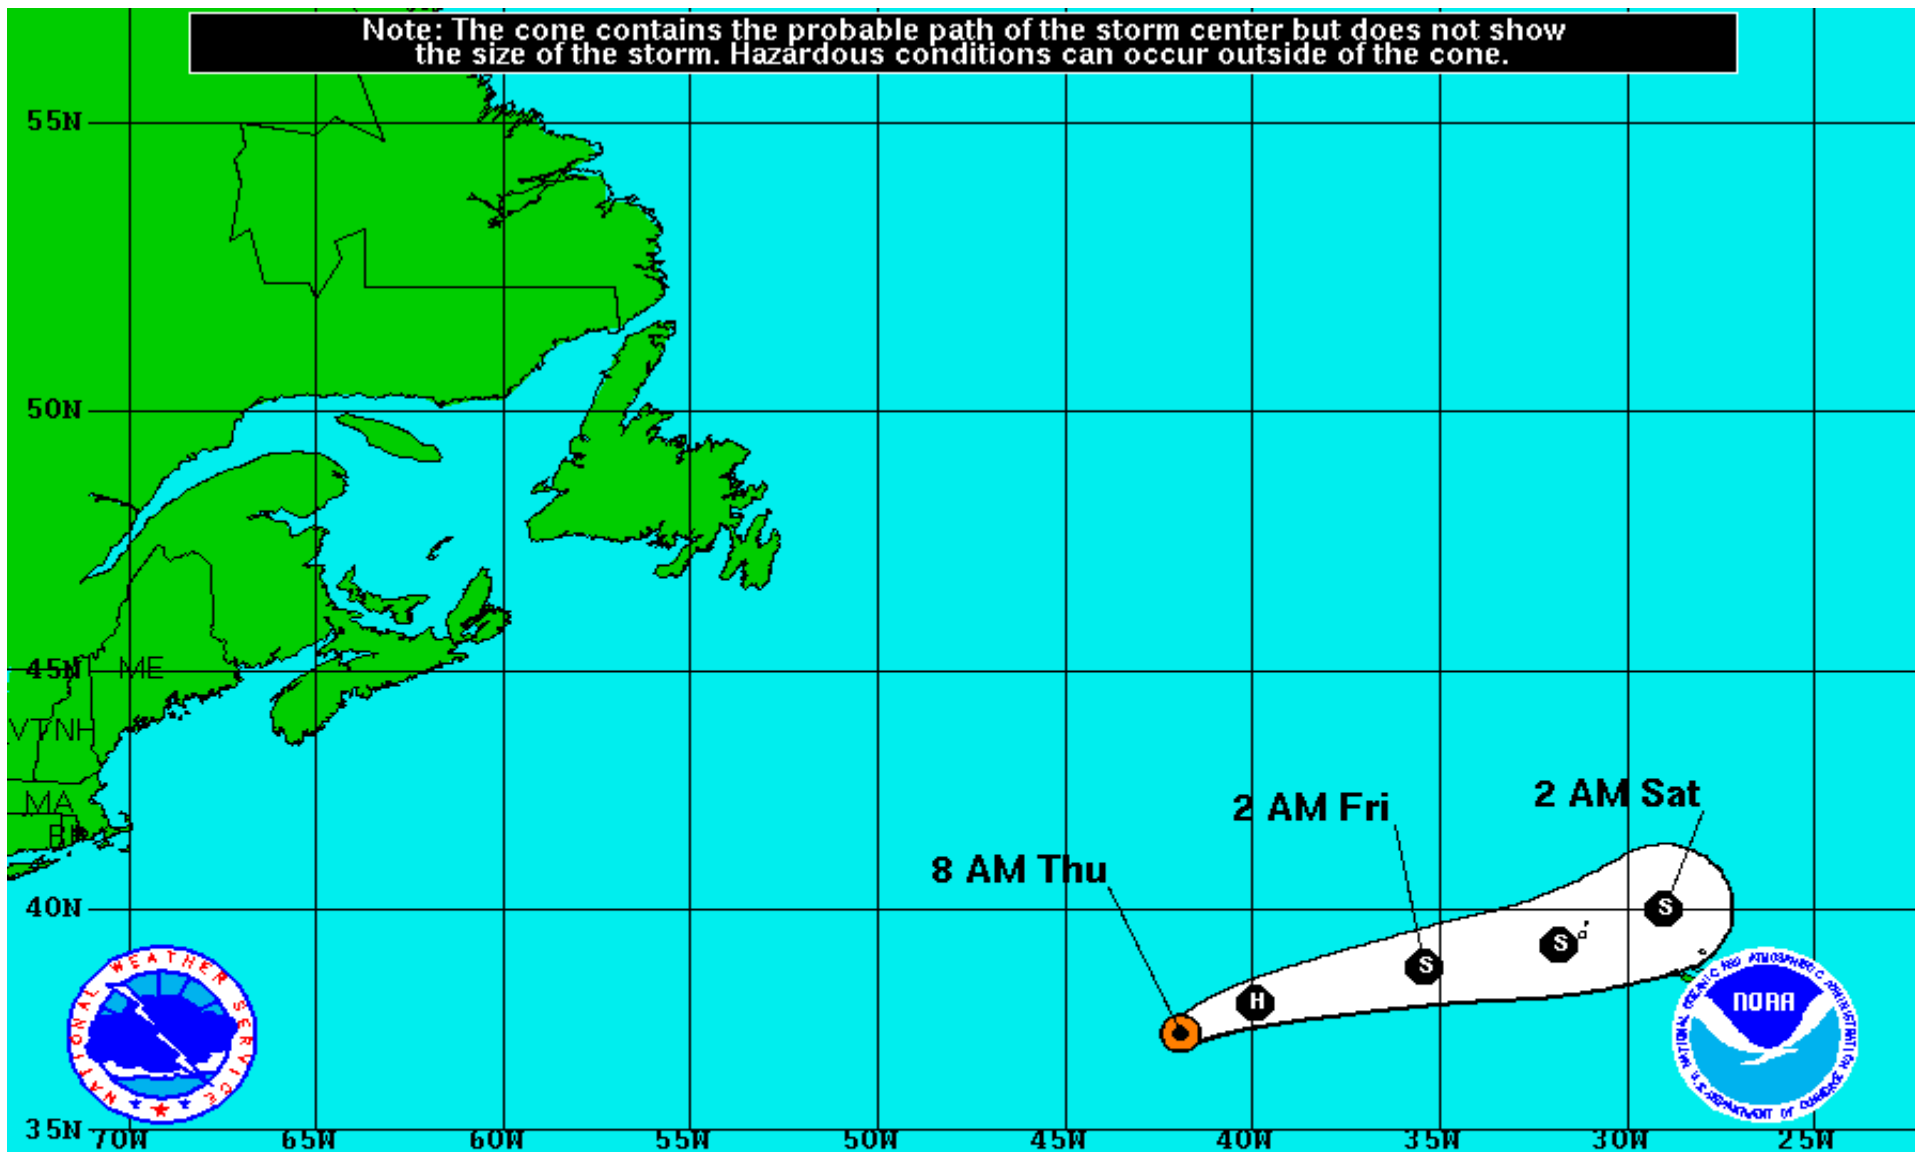 Note: The cone contains the probable path of the storm center but does not show
the size of the storm. Hazardous conditions can occur outside of the cone.
55N
50N
45N
ME
VT
NH
MA
2 AM Sat
2 AM Fri
8 AM Thu
40N
S
S
S
H
NATIONAL WEATHER SERVICE
NOAA
35N
70W 65W 60W 55W 50W 45W 40W 35W 30W 25W